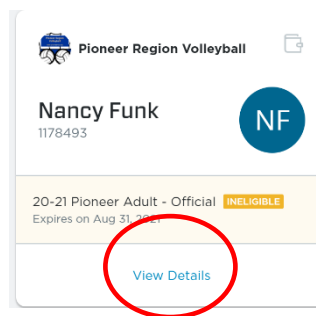 Pioneer Region Volleyball
Nancy Funk
NF
1178493
20-21 Pioneer Adult - Official INELIGIBLE
Expires on Aug 31, 2021
View Details